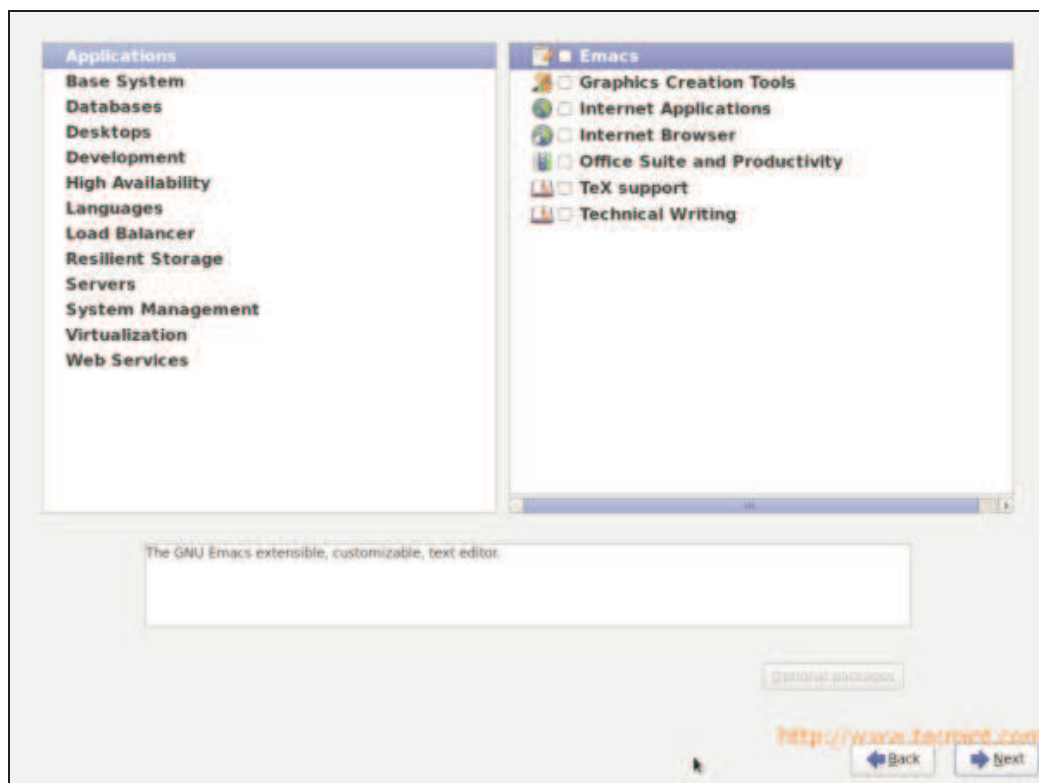 Applications
Base System
Databases
Desktops
Development
High Availability
Languages
Load Balancer
Resilient Storage
Servers
System Management
Virtualization
Web Services
Emacs
Graphics Creation Tools
Internet Applications
Internet Browser
Office Suite and Productivity
TeX support
Technical Writing
The GNU Emacs extensible, customizable, text editor.
Optional packages
Back
Next